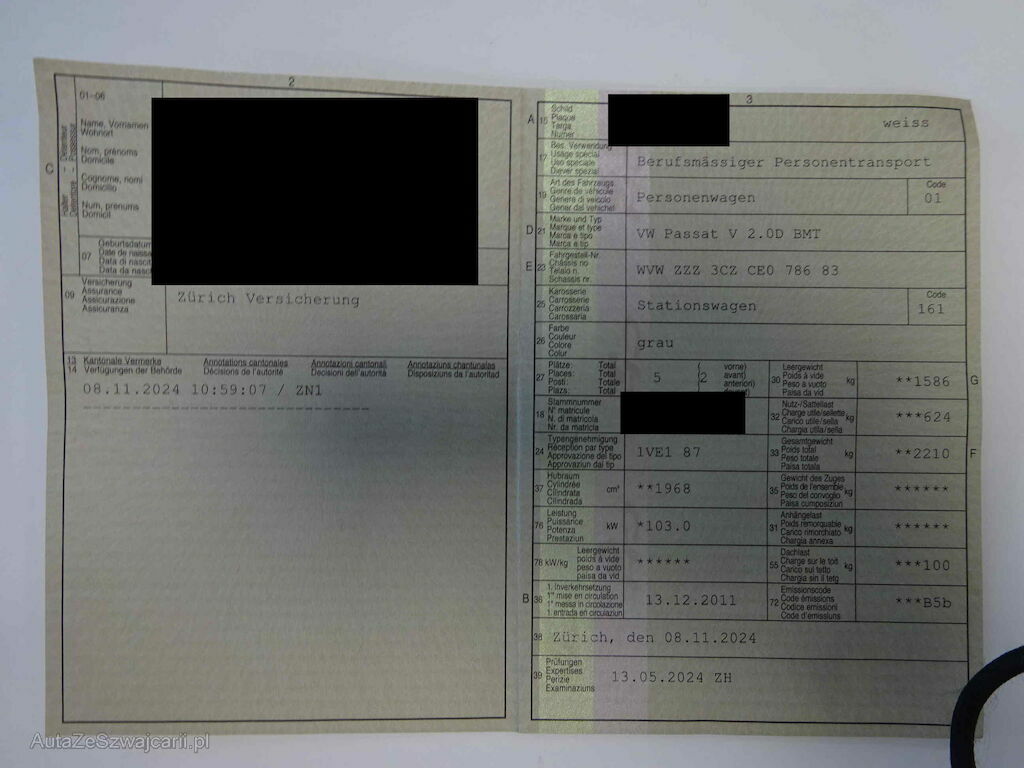 2
01-06
Name, Vornamen
Wohnort
Nom, prénoms
Domicile
Cognome, nomi
Domicilio
Num, prenums
Domicil
C
Halter - Détenteur
Detentore - Possessur
07
Geburtsdatum
Date de naiss
Data di nascit
Data da nasc
09
Versicherung
Assurance
Assicurazione
Assicuranza
Zürich Versicherung
13
14
Kantonale Vermerke
Verfügungen der Behörde
Annotations cantonales
Décisions de l'autorité
Annotazioni cantonali
Decisioni dell'autorità
Annotaziuns chantunalas
Disposiziuns da l'autoritad
08.11.2024 10:59:07 / ZN1
3
A
15
Schild
Plaque
Targa
Numer
weiss
17
Bes. Verwendung
Usage spécial
Uso speciale
Diever spezial
Berufsmässiger Personentransport
19
Art des Fahrzeugs
Genre de véhicule
Genere di veicolo
Gener dal vehichel
Personenwagen
Code
01
D
21
Marke und Typ
Marque et type
Marca e tipo
Marca e tip
VW Passat V 2.0D BMT
E
23
Fahrgestell-Nr.
Châssis no
Telaio n.
Schassis nr.
WVW ZZZ 3CZ CE0 786 83
25
Karosserie
Carrosserie
Carrozzeria
Carossaria
Stationswagen
Code
161
26
Farbe
Couleur
Colore
Colur
grau
27
Plätze: Total
Places: Total
Posti: Totale
Plazs: Total
5
(
2
vorne)
avant)
anteriori)
30
Leergewicht
Poids à vide
Peso a vuoto
Paisa da vid
kg
**1586
G
18
Stammnummer
N° matricule
N. di matricola
Nr. da matricla
32
Nutz-/Sattellast
Charge utile/sellette
Carico utile/sella
Chargia utila/sella
kg
***624
24
Typengenehmigung
Réception par type
Approvazione del tipo
Approvaziun dal tip
1VE1 87
33
Gesamtgewicht
Poids total
Peso totale
Paisa totala
kg
**2210
F
37
Hubraum
Cylindrée
Cilindrata
Cilindrada
cm³
**1968
35
Gewicht des Zuges
Poids de l'ensemble
Peso del convoglio
Paisa cumposiziun
kg
******
76
Leistung
Puissance
Potenza
Prestaziun
kW
*103.0
31
Anhängelast
Poids remorquable
Carico rimorchiato
Chargia annexa
kg
******
78
kW/kg
Leergewicht
poids à vide
peso a vuoto
paisa da vid
******
55
Dachlast
Charge sur le toit
Carico sul tetto
Chargia sin il tetg
kg
***100
B
36
1. Inverkehrsetzung
1re mise en circulation
1a messa in circolazione
1. entrada en circulaziun
13.12.2011
72
Emissionscode
Code émissions
Codice emissioni
Code d'emissiuns
***B5b
38
Zürich, den 08.11.2024
39
Prüfungen
Expertises
Perizie
Examinaziuns
13.05.2024 ZH
AutaZeSzwajcarii.pl